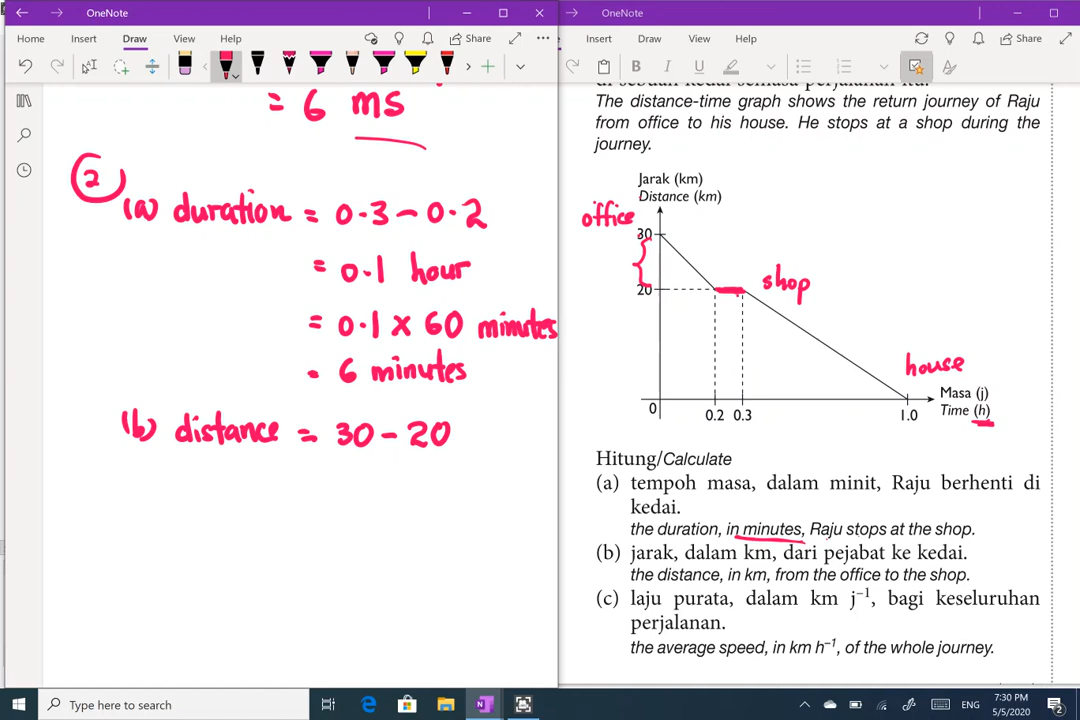 OneNote
OneNote
Home Insert Draw View Help Share
Insert Draw View Help Share
B I U
= 6 ms
2
(a) duration = 0.3 - 0.2
= 0.1 hour
= 0.1 × 60 minutes
= 6 minutes
(b) distance = 30 - 20
The distance-time graph shows the return journey of Raju
from office to his house. He stops at a shop during the
journey.
Jarak (km)
Distance (km)
office
30
20
shop
house
0
0.2 0.3 1.0
Masa (j)
Time (h)
Hitung/Calculate
(a) tempoh masa, dalam minit, Raju berhenti di
kedai.
the duration, in minutes, Raju stops at the shop.
(b) jarak, dalam km, dari pejabat ke kedai.
the distance, in km, from the office to the shop.
(c) laju purata, dalam km j⁻¹, bagi keseluruhan
perjalanan.
the average speed, in km h⁻¹, of the whole journey.
Type here to search
ENG
7:30 PM
5/5/2020
2